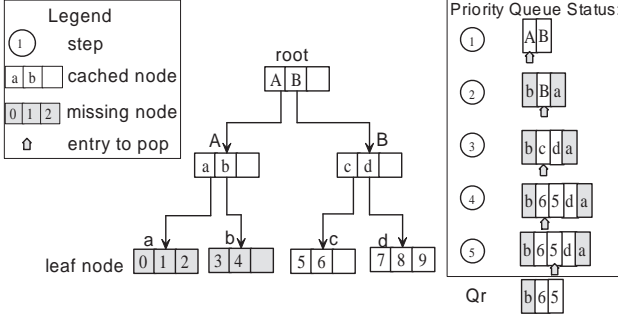 Legend
1 step
a b cached node
0 1 2 missing node
entry to pop
root
A B
A
a b
B
c d
a
0 1 2
b
3 4
c
5 6
d
7 8 9
leaf node
Priority Queue Status:
1 A B
2 b B a
3 b c d a
4 b 6 5 d a
5 b 6 5 d a
Qr b 6 5